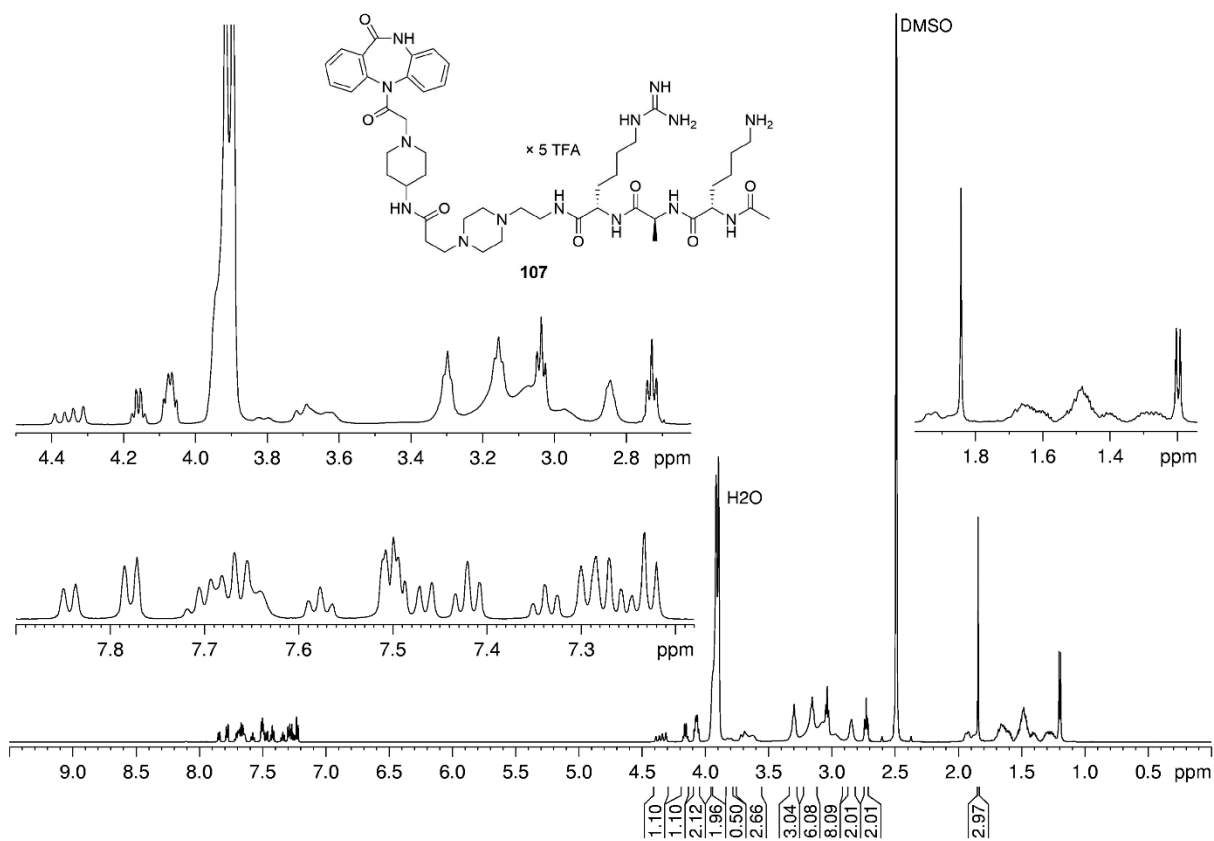 DMSO
O
NH
N
O
N
HN
O
N
N
H
N
O
NH
HN
NH2
N
H
O
H
N
O
NH2
N
H
O
× 5 TFA
107
4.4 4.2 4.0 3.8 3.6 3.4 3.2 3.0 2.8 ppm
1.8 1.6 1.4 ppm
H2O
7.8 7.7 7.6 7.5 7.4 7.3 ppm
9.0 8.5 8.0 7.5 7.0 6.5 6.0 5.5 5.0 4.5 4.0 3.5 3.0 2.5 2.0 1.5 1.0 0.5 ppm
1.10
1.10
2.12
1.96
0.50
2.66
3.04
6.08
8.09
2.01
2.01
2.97